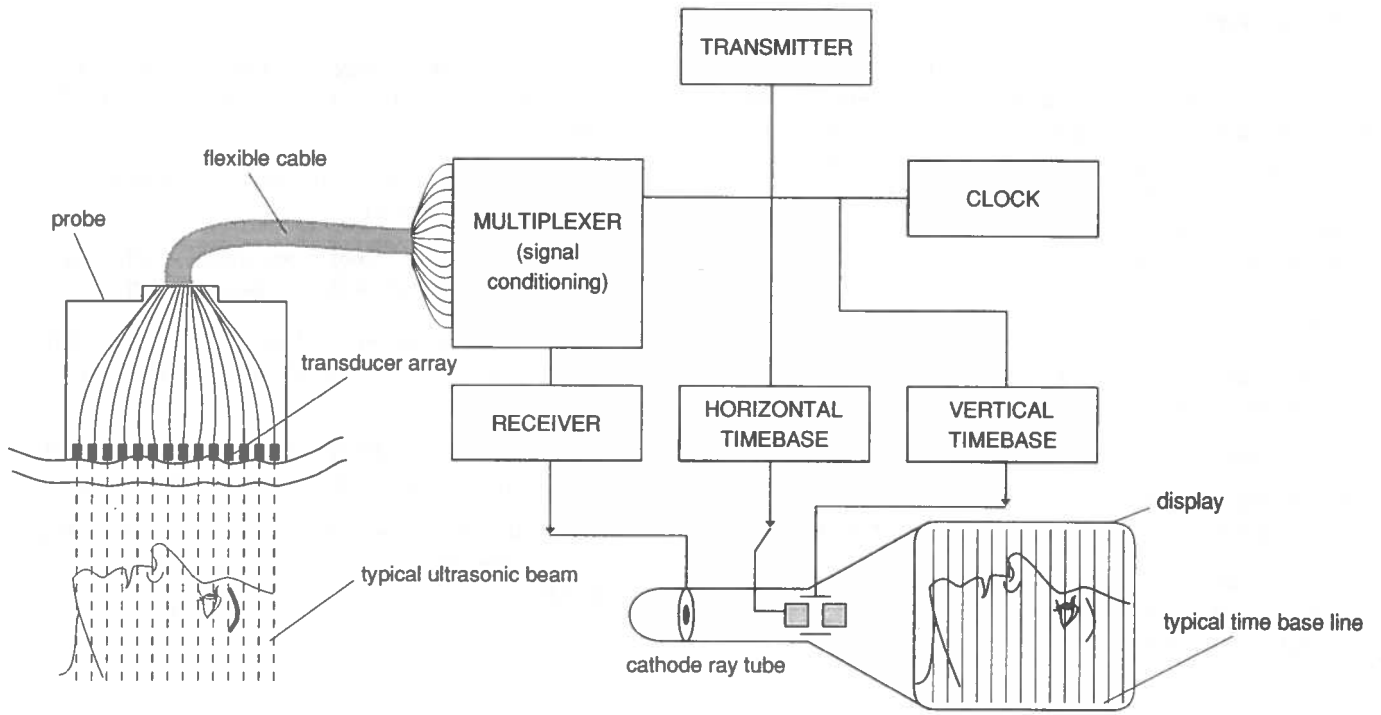 TRANSMITTER
flexible cable
probe
MULTIPLEXER
(signal
conditioning)
CLOCK
transducer array
RECEIVER
HORIZONTAL
TIMEBASE
VERTICAL
TIMEBASE
display
typical ultrasonic beam
typical time base line
cathode ray tube